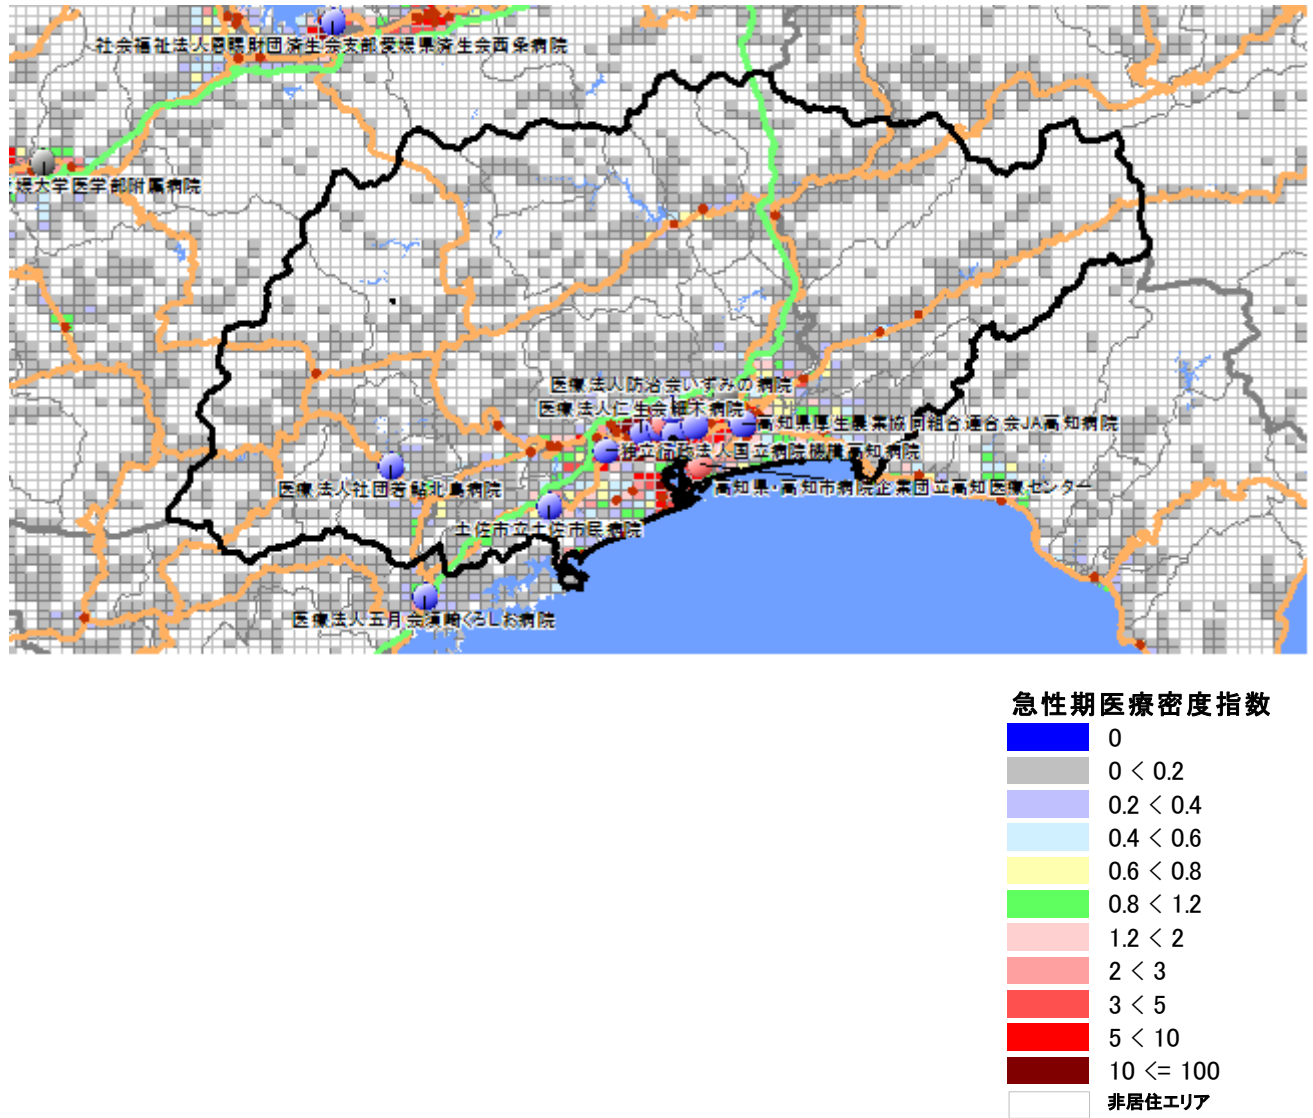 社会福祉法人恩賜財団済生会支部愛媛県済生会西条病院
媛大学医学部附属病院
医療法人防治会いずみの病院
医療法人仁生会細木病院
高知県厚生農業協同組合連合会JA高知病院
独立行政法人国立病院機構高知病院
医療法人社団若鮎北島病院
高知県・高知市病院企業団立高知医療センター
土佐市立土佐市民病院
医療法人五月会須崎くろしお病院
急性期医療密度指数
0
0 < 0.2
0.2 < 0.4
0.4 < 0.6
0.6 < 0.8
0.8 < 1.2
1.2 < 2
2 < 3
3 < 5
5 < 10
10 <= 100
非居住エリア